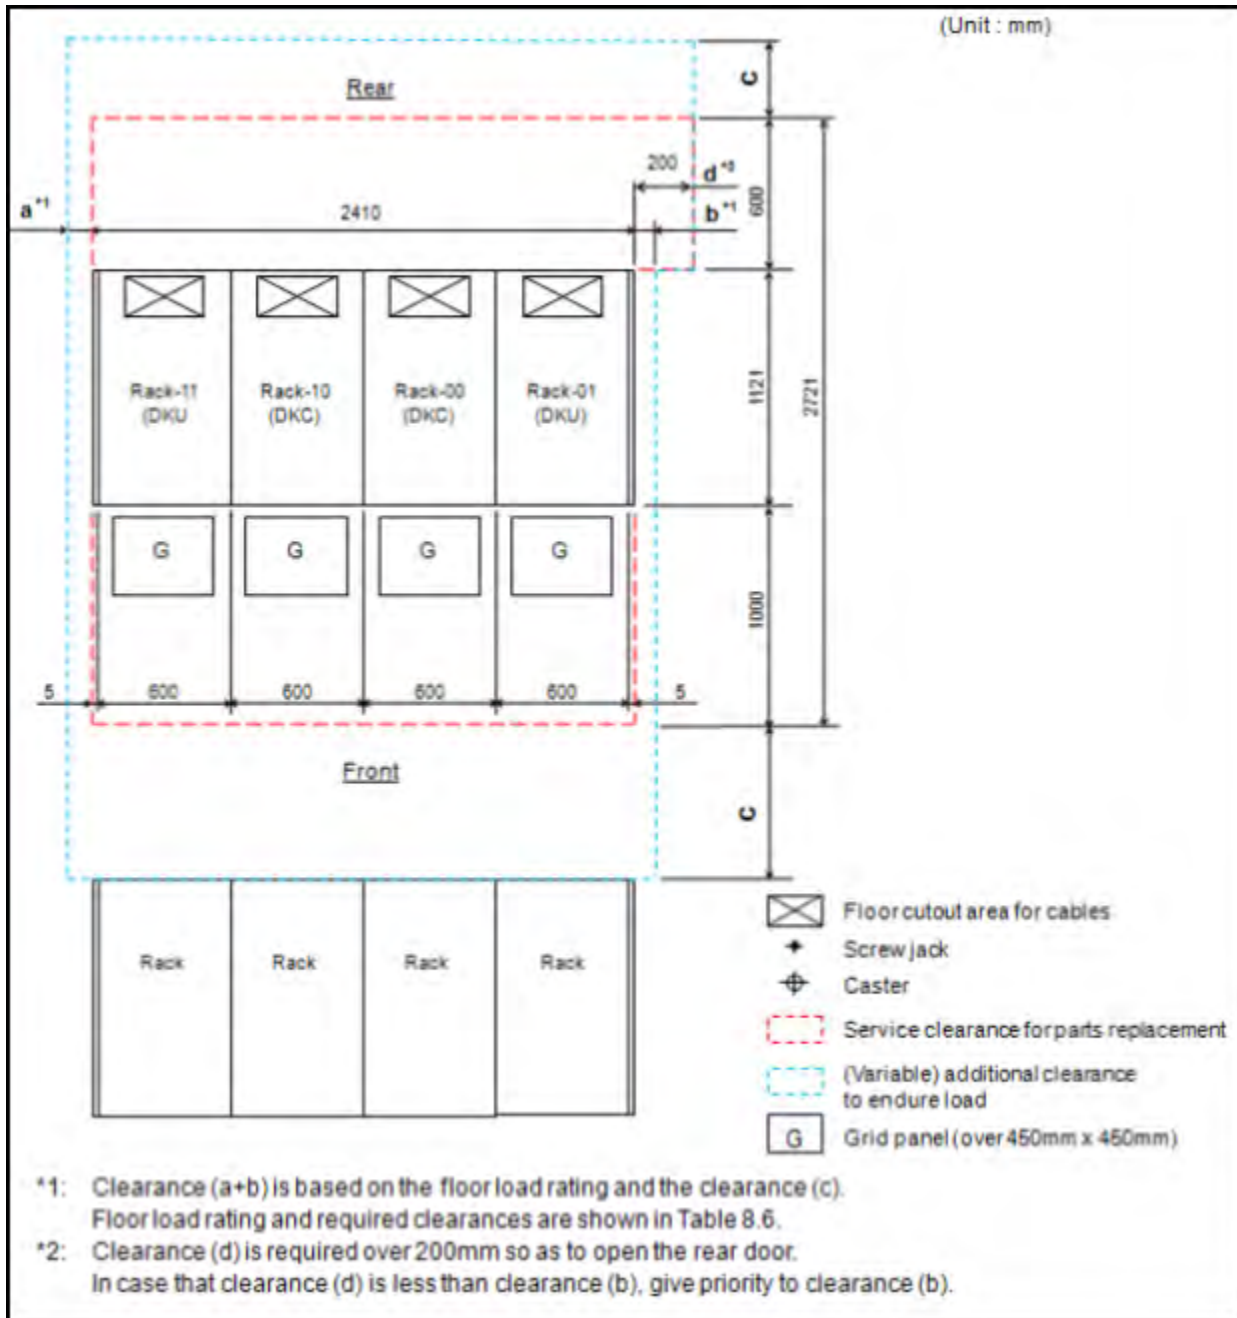 (Unit : mm)
Rear
C
200
d*2
600
a*1
2410
b*1
Rack-11 Rack-10 Rack-00 Rack-01
(DKU (DKC) (DKC) (DKU)
1121
2721
G G G G
1000
5 600 600 600 600 5
Front
C
Rack Rack Rack Rack
Floor cutout area for cables
Screw jack
Caster
Service clearance for parts replacement
(Variable) additional clearance
to endure load
G Grid panel (over 450mm x 450mm)
*1: Clearance (a+b) is based on the floor load rating and the clearance (c).
Floor load rating and required clearances are shown in Table 8.6.
*2: Clearance (d) is required over 200mm so as to open the rear door.
In case that clearance (d) is less than clearance (b), give priority to clearance (b).